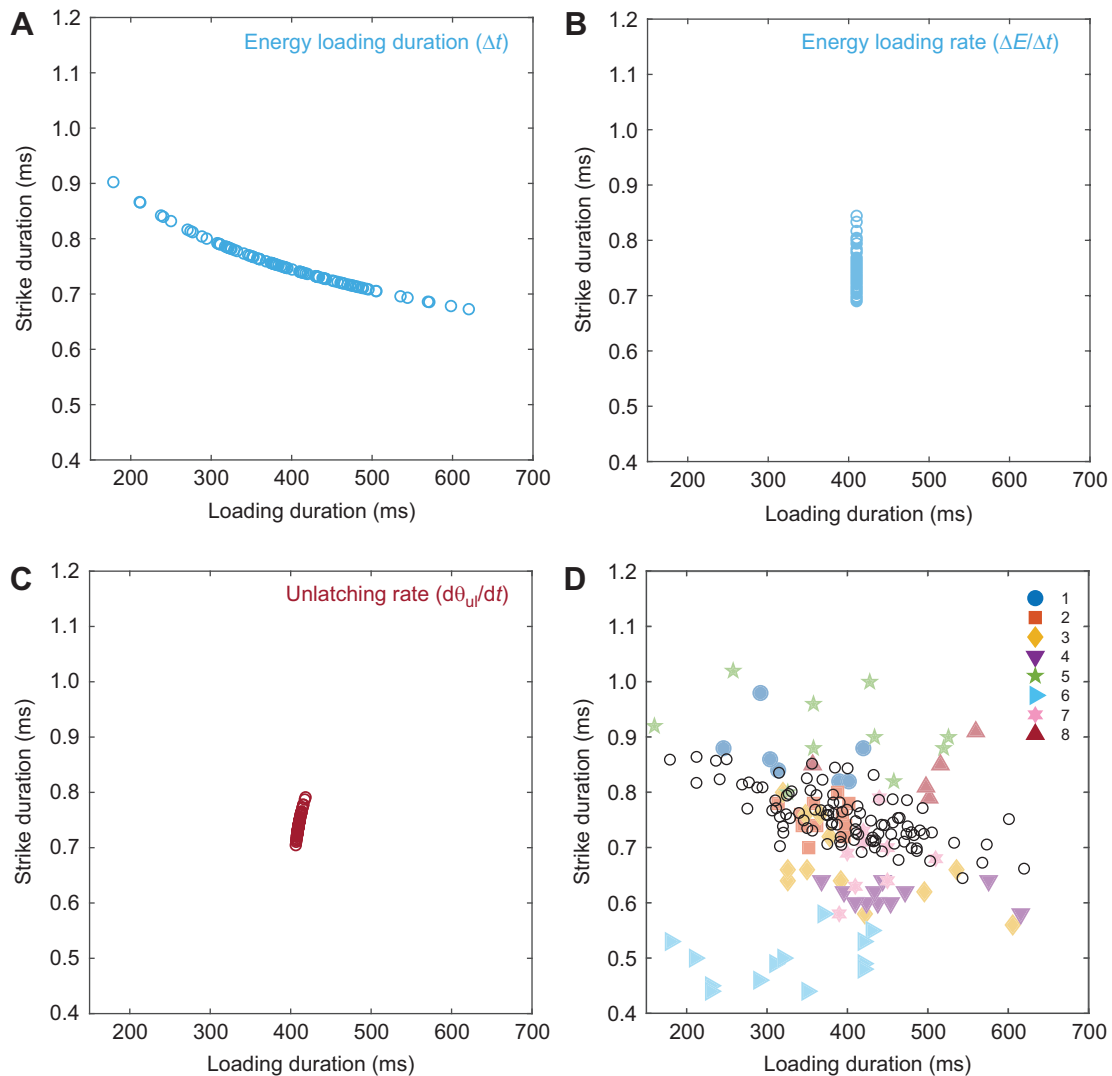 A
Energy loading duration (Δt)
1.2
1.1
1.0
0.9
0.8
0.7
0.6
0.5
0.4
Strike duration (ms)
200 300 400 500 600 700
Loading duration (ms)
B
Energy loading rate (ΔE/Δt)
1.2
1.1
1.0
0.9
0.8
0.7
0.6
0.5
0.4
Strike duration (ms)
200 300 400 500 600 700
Loading duration (ms)
C
Unlatching rate (dθul/dt)
1.2
1.1
1.0
0.9
0.8
0.7
0.6
0.5
0.4
Strike duration (ms)
200 300 400 500 600 700
Loading duration (ms)
D
1
2
3
4
5
6
7
8
1.2
1.1
1.0
0.9
0.8
0.7
0.6
0.5
0.4
Strike duration (ms)
200 300 400 500 600 700
Loading duration (ms)